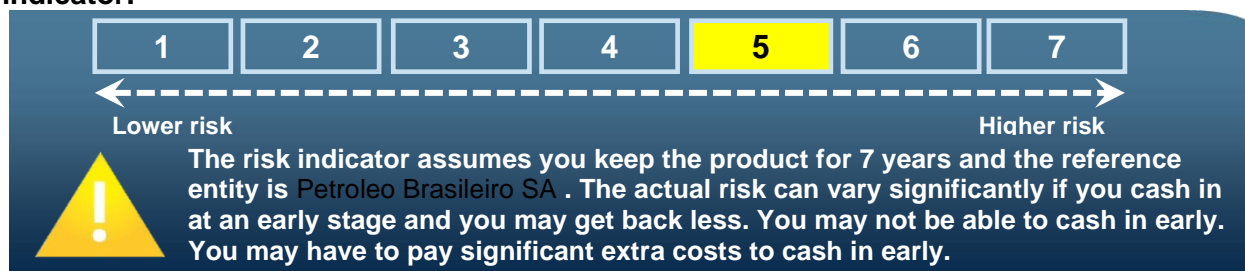 indicator:
1 2 3 4 5 6 7
Lower risk Higher risk
The risk indicator assumes you keep the product for 7 years and the reference
entity is Petroleo Brasileiro SA . The actual risk can vary significantly if you cash in
at an early stage and you may get back less. You may not be able to cash in early.
You may have to pay significant extra costs to cash in early.